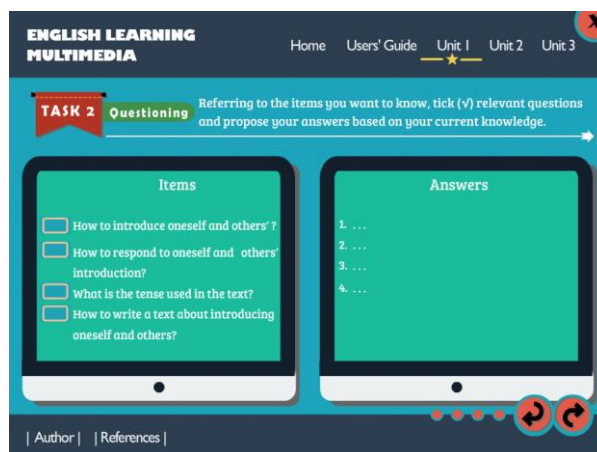 ENGLISH LEARNING
MULTIMEDIA
Home Users' Guide Unit 1 Unit 2 Unit 3
X
TASK 2 Questioning
Referring to the items you want to know, tick (√) relevant questions
and propose your answers based on your current knowledge.
Items
How to introduce oneself and others' ?
How to respond to oneself and others'
introduction?
What is the tense used in the text?
How to write a text about introducing
oneself and others?
Answers
1. ...
2. ...
3. ...
4. ...
| Author | | References |